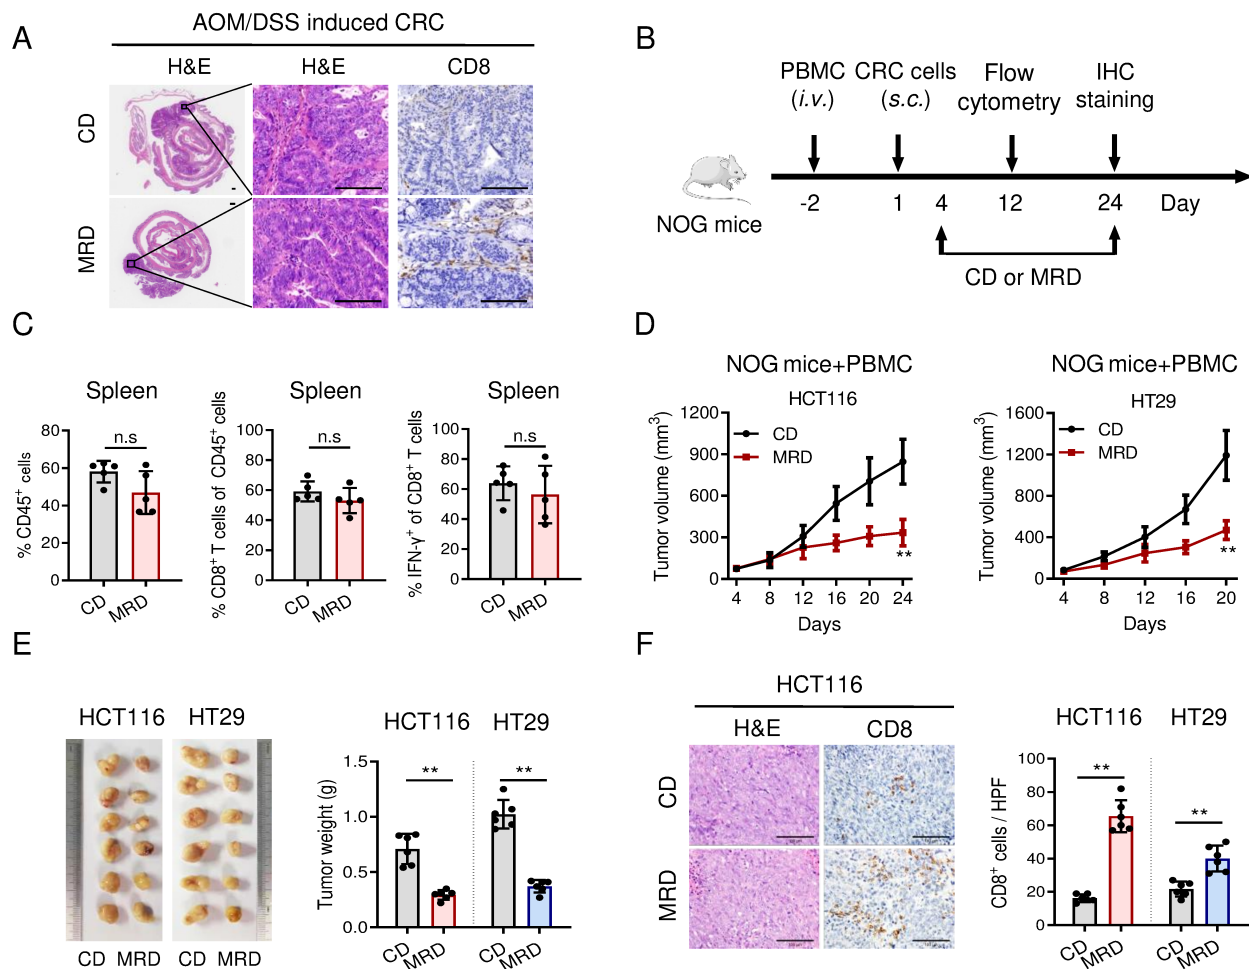 A
AOM/DSS induced CRC
H&E
H&E
CD8
CD
MRD
B
PBMC
(i.v.)
CRC cells
(s.c.)
Flow
cytometry
IHC
staining
NOG mice
-2
1
4
12
24
Day
CD or MRD
C
Spleen
% CD45+ cells
80
60
40
20
0
n.s
CD
MRD
Spleen
% CD8+ T cells of CD45+ cells
100
80
60
40
20
0
n.s
CD
MRD
Spleen
% IFN-γ+ of CD8+ T cells
100
80
60
40
20
0
n.s
CD
MRD
D
NOG mice+PBMC
HCT116
Tumor volume (mm3)
1200
900
600
300
0
CD
MRD
**
4
8
12
16
20
24
Days
NOG mice+PBMC
HT29
Tumor volume (mm3)
1600
1200
800
400
0
CD
MRD
**
4
8
12
16
20
Days
E
HCT116
HT29
CD MRD
CD MRD
HCT116
HT29
Tumor weight (g)
1.5
1.0
0.5
0.0
**
**
CD
MRD
CD
MRD
F
HCT116
H&E
CD8
CD
MRD
HCT116
HT29
CD8+ cells / HPF
100
80
60
40
20
0
**
**
CD
MRD
CD
MRD